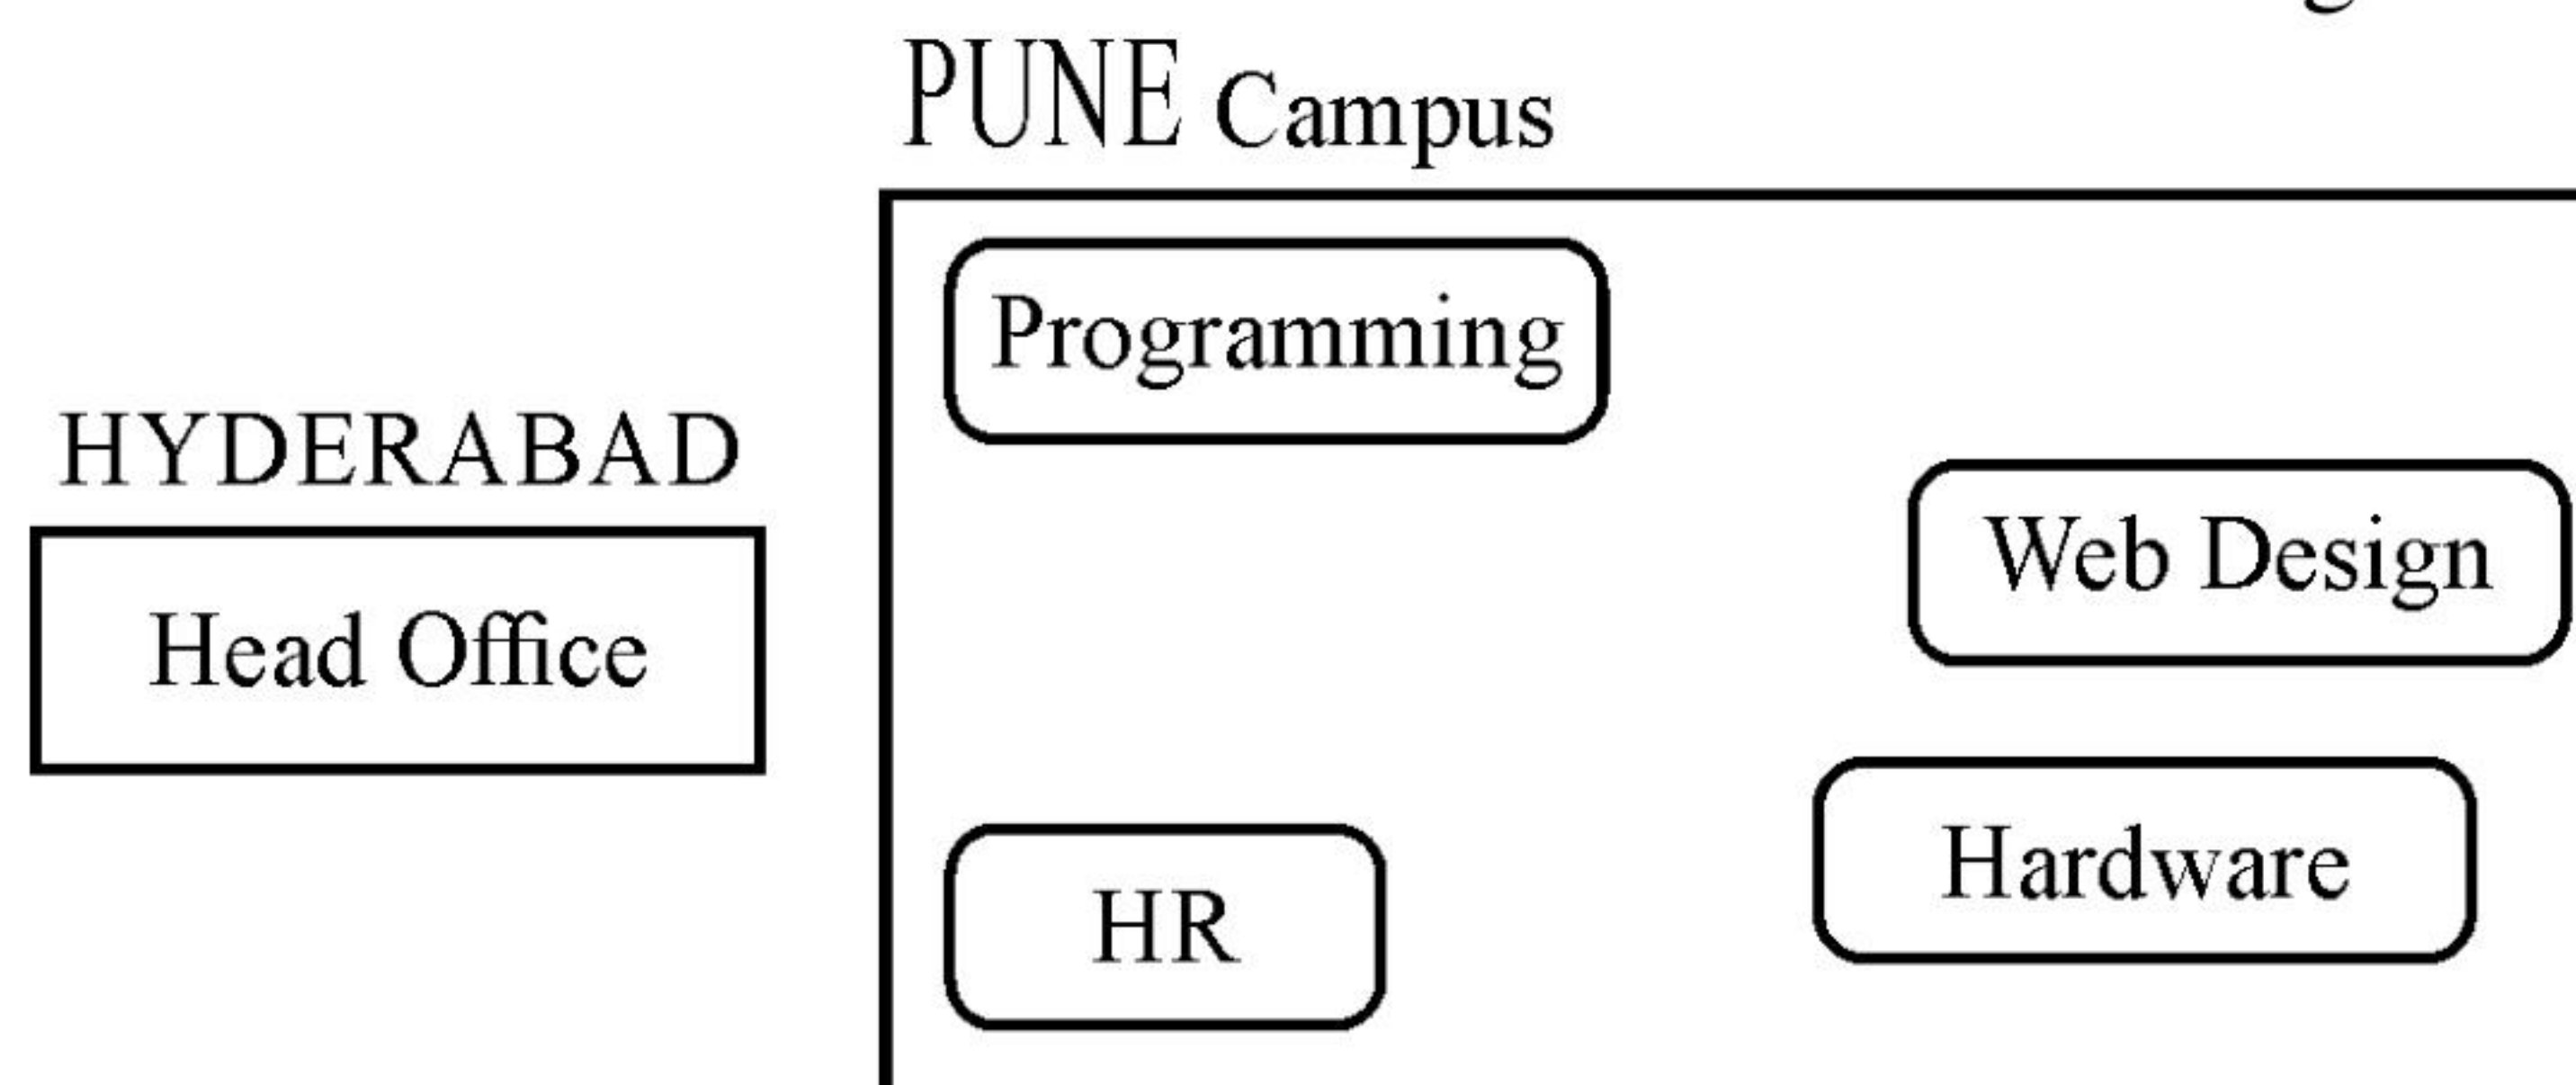 PUNE Campus
Programming
HYDERABAD
Web Design
Head Office
Hardware
HR